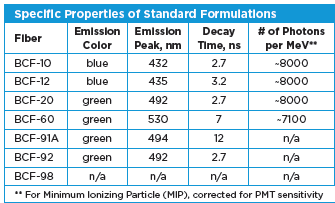 Specific Properties of Standard Formulations
Fiber Emission Color Emission Peak, nm Decay Time, ns # of Photons per MeV**
BCF-10 blue 432 2.7 ~8000
BCF-12 blue 435 3.2 ~8000
BCF-20 green 492 2.7 ~8000
BCF-60 green 530 7 ~7100
BCF-91A green 494 12 n/a
BCF-92 green 492 2.7 n/a
BCF-98 n/a n/a n/a n/a
** For Minimum Ionizing Particle (MIP), corrected for PMT sensitivity